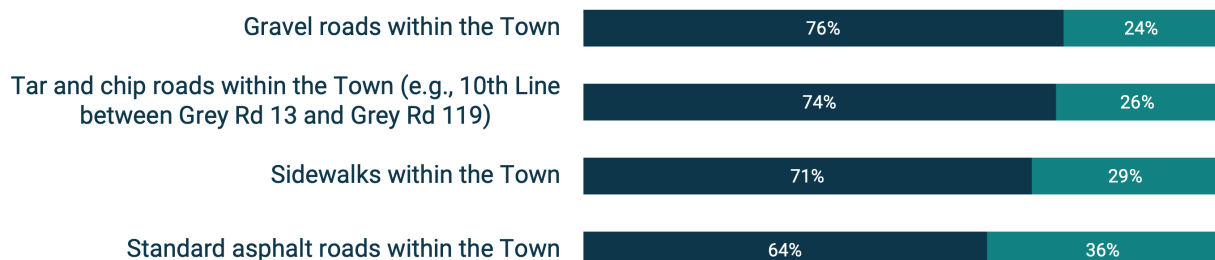 Gravel roads within the Town 76% 24%
Tar and chip roads within the Town (e.g., 10th Line
between Grey Rd 13 and Grey Rd 119) 74% 26%
Sidewalks within the Town 71% 29%
Standard asphalt roads within the Town 64% 36%